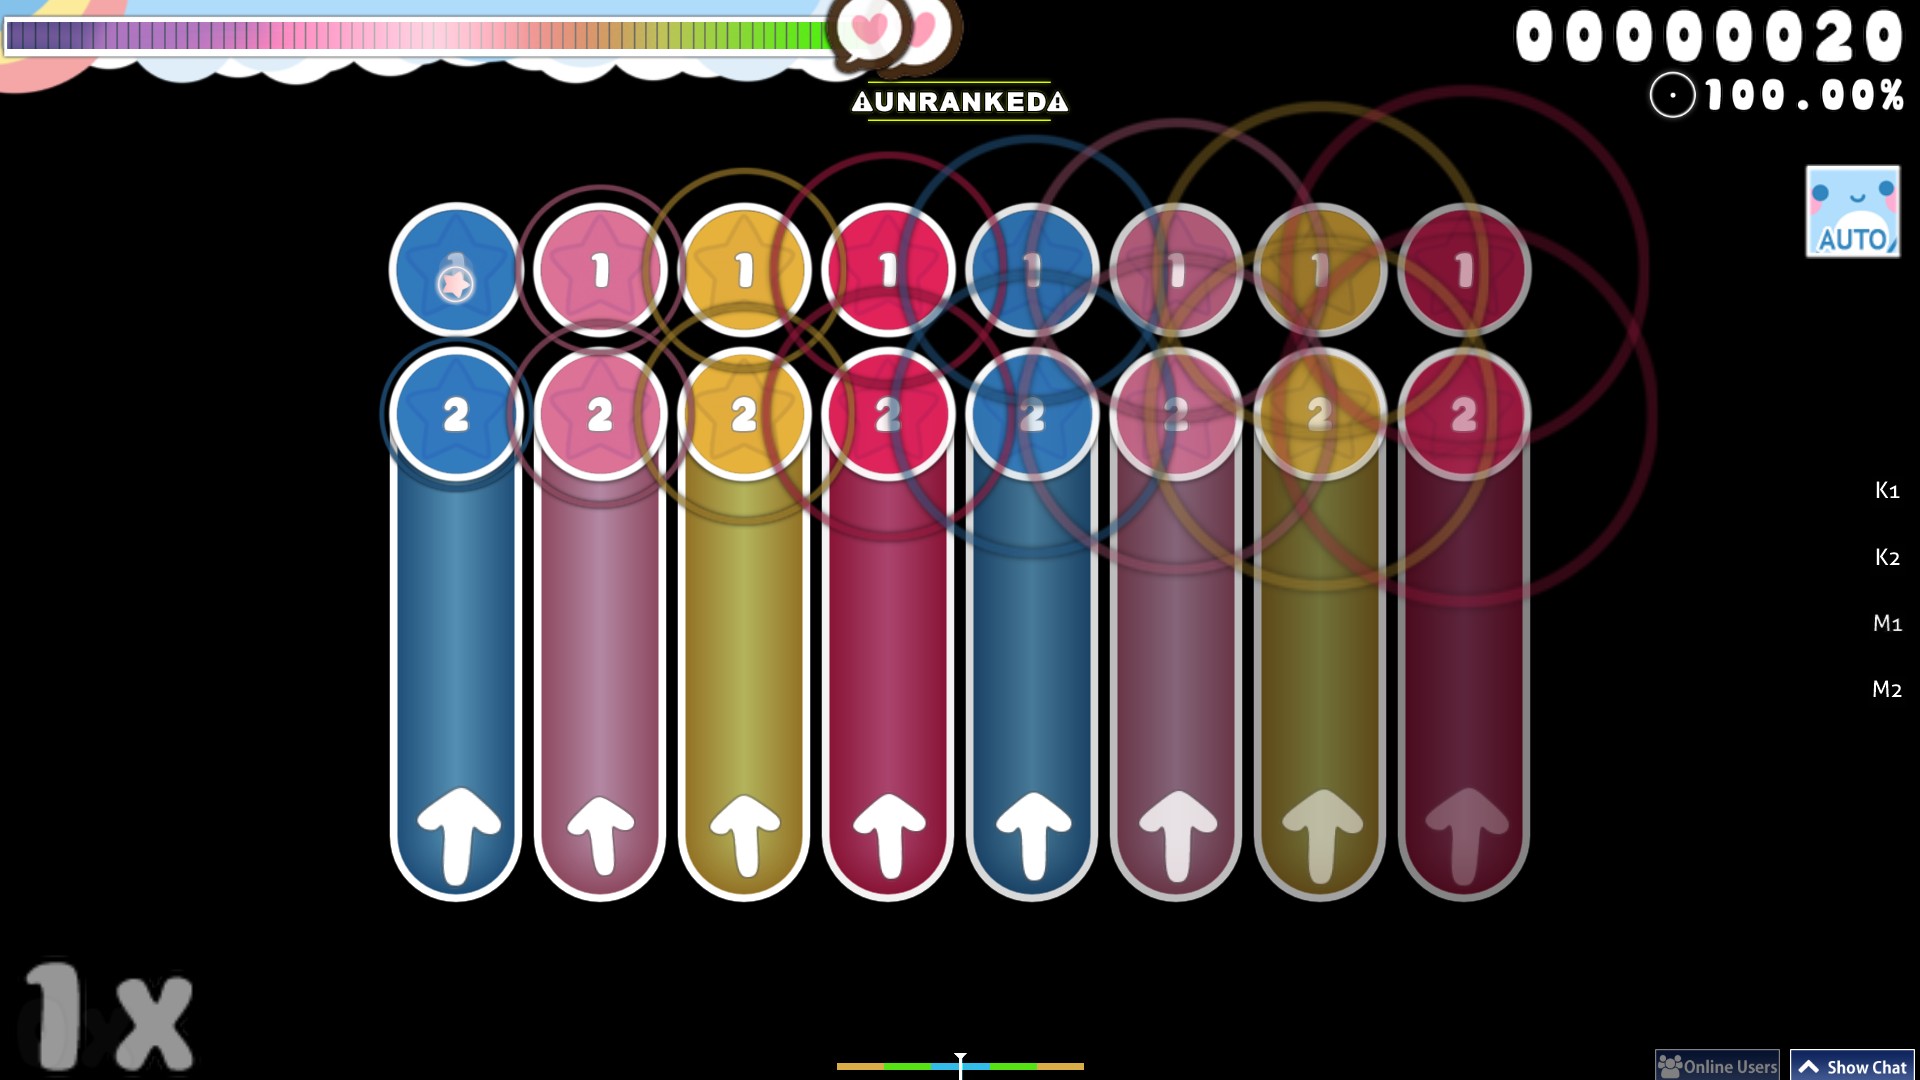 00000020
⚠UNRANKED⚠
100.00%
AUTO
1 1 1 1 1 1 1 1
2 2 2 2 2 2 2 2
K1
K2
M1
M2
1x
Online Users
Show Chat